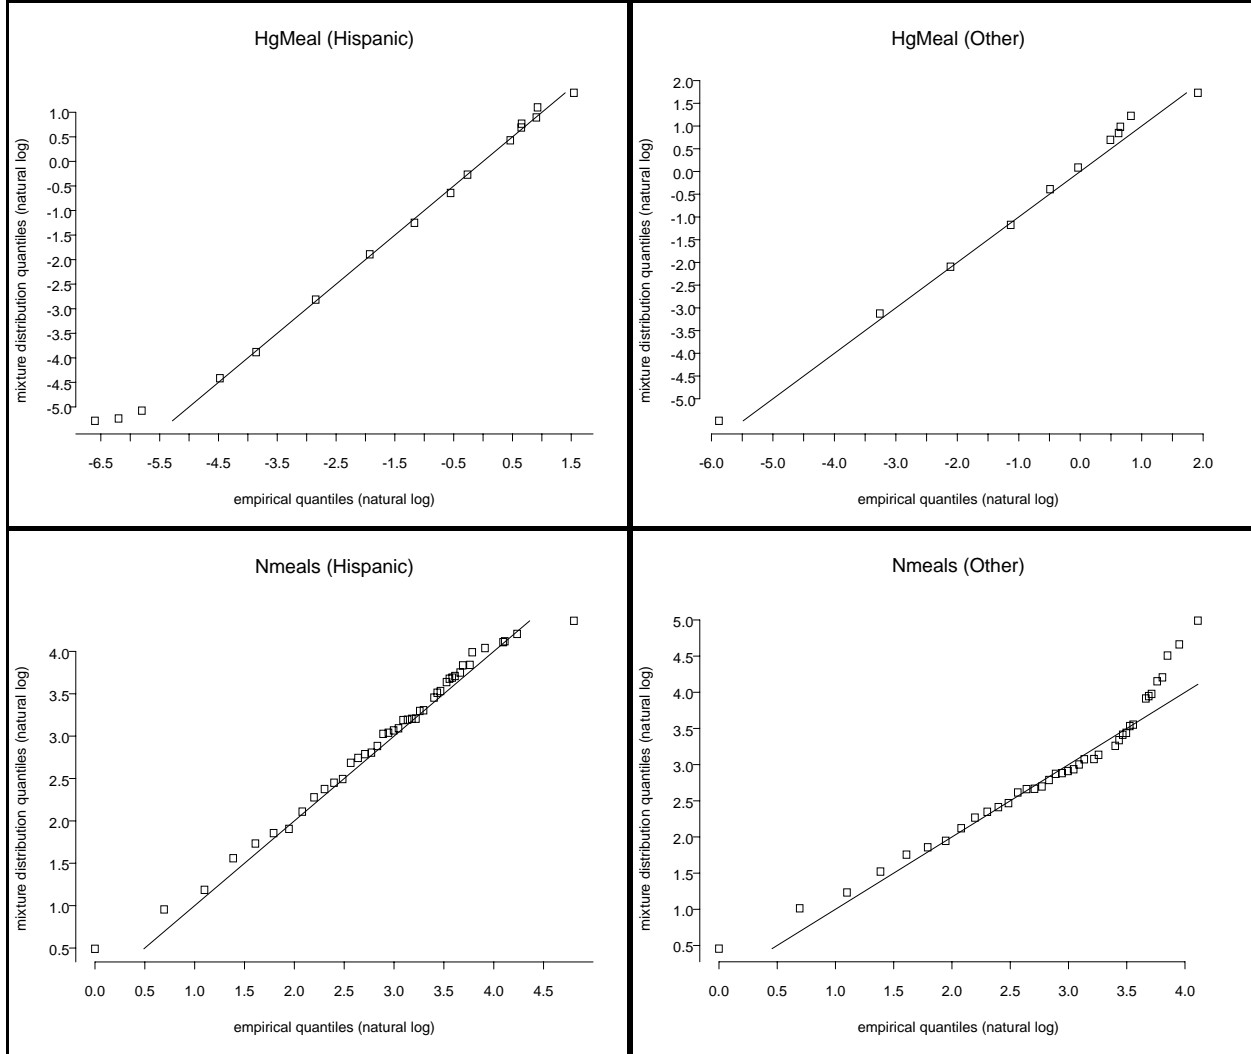 HgMeal (Hispanic)
mixture distribution quantiles (natural log)
1.0
0.5
0.0
-0.5
-1.0
-1.5
-2.0
-2.5
-3.0
-3.5
-4.0
-4.5
-5.0
-6.5 -5.5 -4.5 -3.5 -2.5 -1.5 -0.5 0.5 1.5
empirical quantiles (natural log)
HgMeal (Other)
mixture distribution quantiles (natural log)
2.0
1.5
1.0
0.5
0.0
-0.5
-1.0
-1.5
-2.0
-2.5
-3.0
-3.5
-4.0
-4.5
-5.0
-6.0 -5.0 -4.0 -3.0 -2.0 -1.0 0.0 1.0 2.0
empirical quantiles (natural log)
Nmeals (Hispanic)
mixture distribution quantiles (natural log)
4.0
3.5
3.0
2.5
2.0
1.5
1.0
0.5
0.0 0.5 1.0 1.5 2.0 2.5 3.0 3.5 4.0 4.5
empirical quantiles (natural log)
Nmeals (Other)
mixture distribution quantiles (natural log)
5.0
4.5
4.0
3.5
3.0
2.5
2.0
1.5
1.0
0.5
0.0 0.5 1.0 1.5 2.0 2.5 3.0 3.5 4.0
empirical quantiles (natural log)